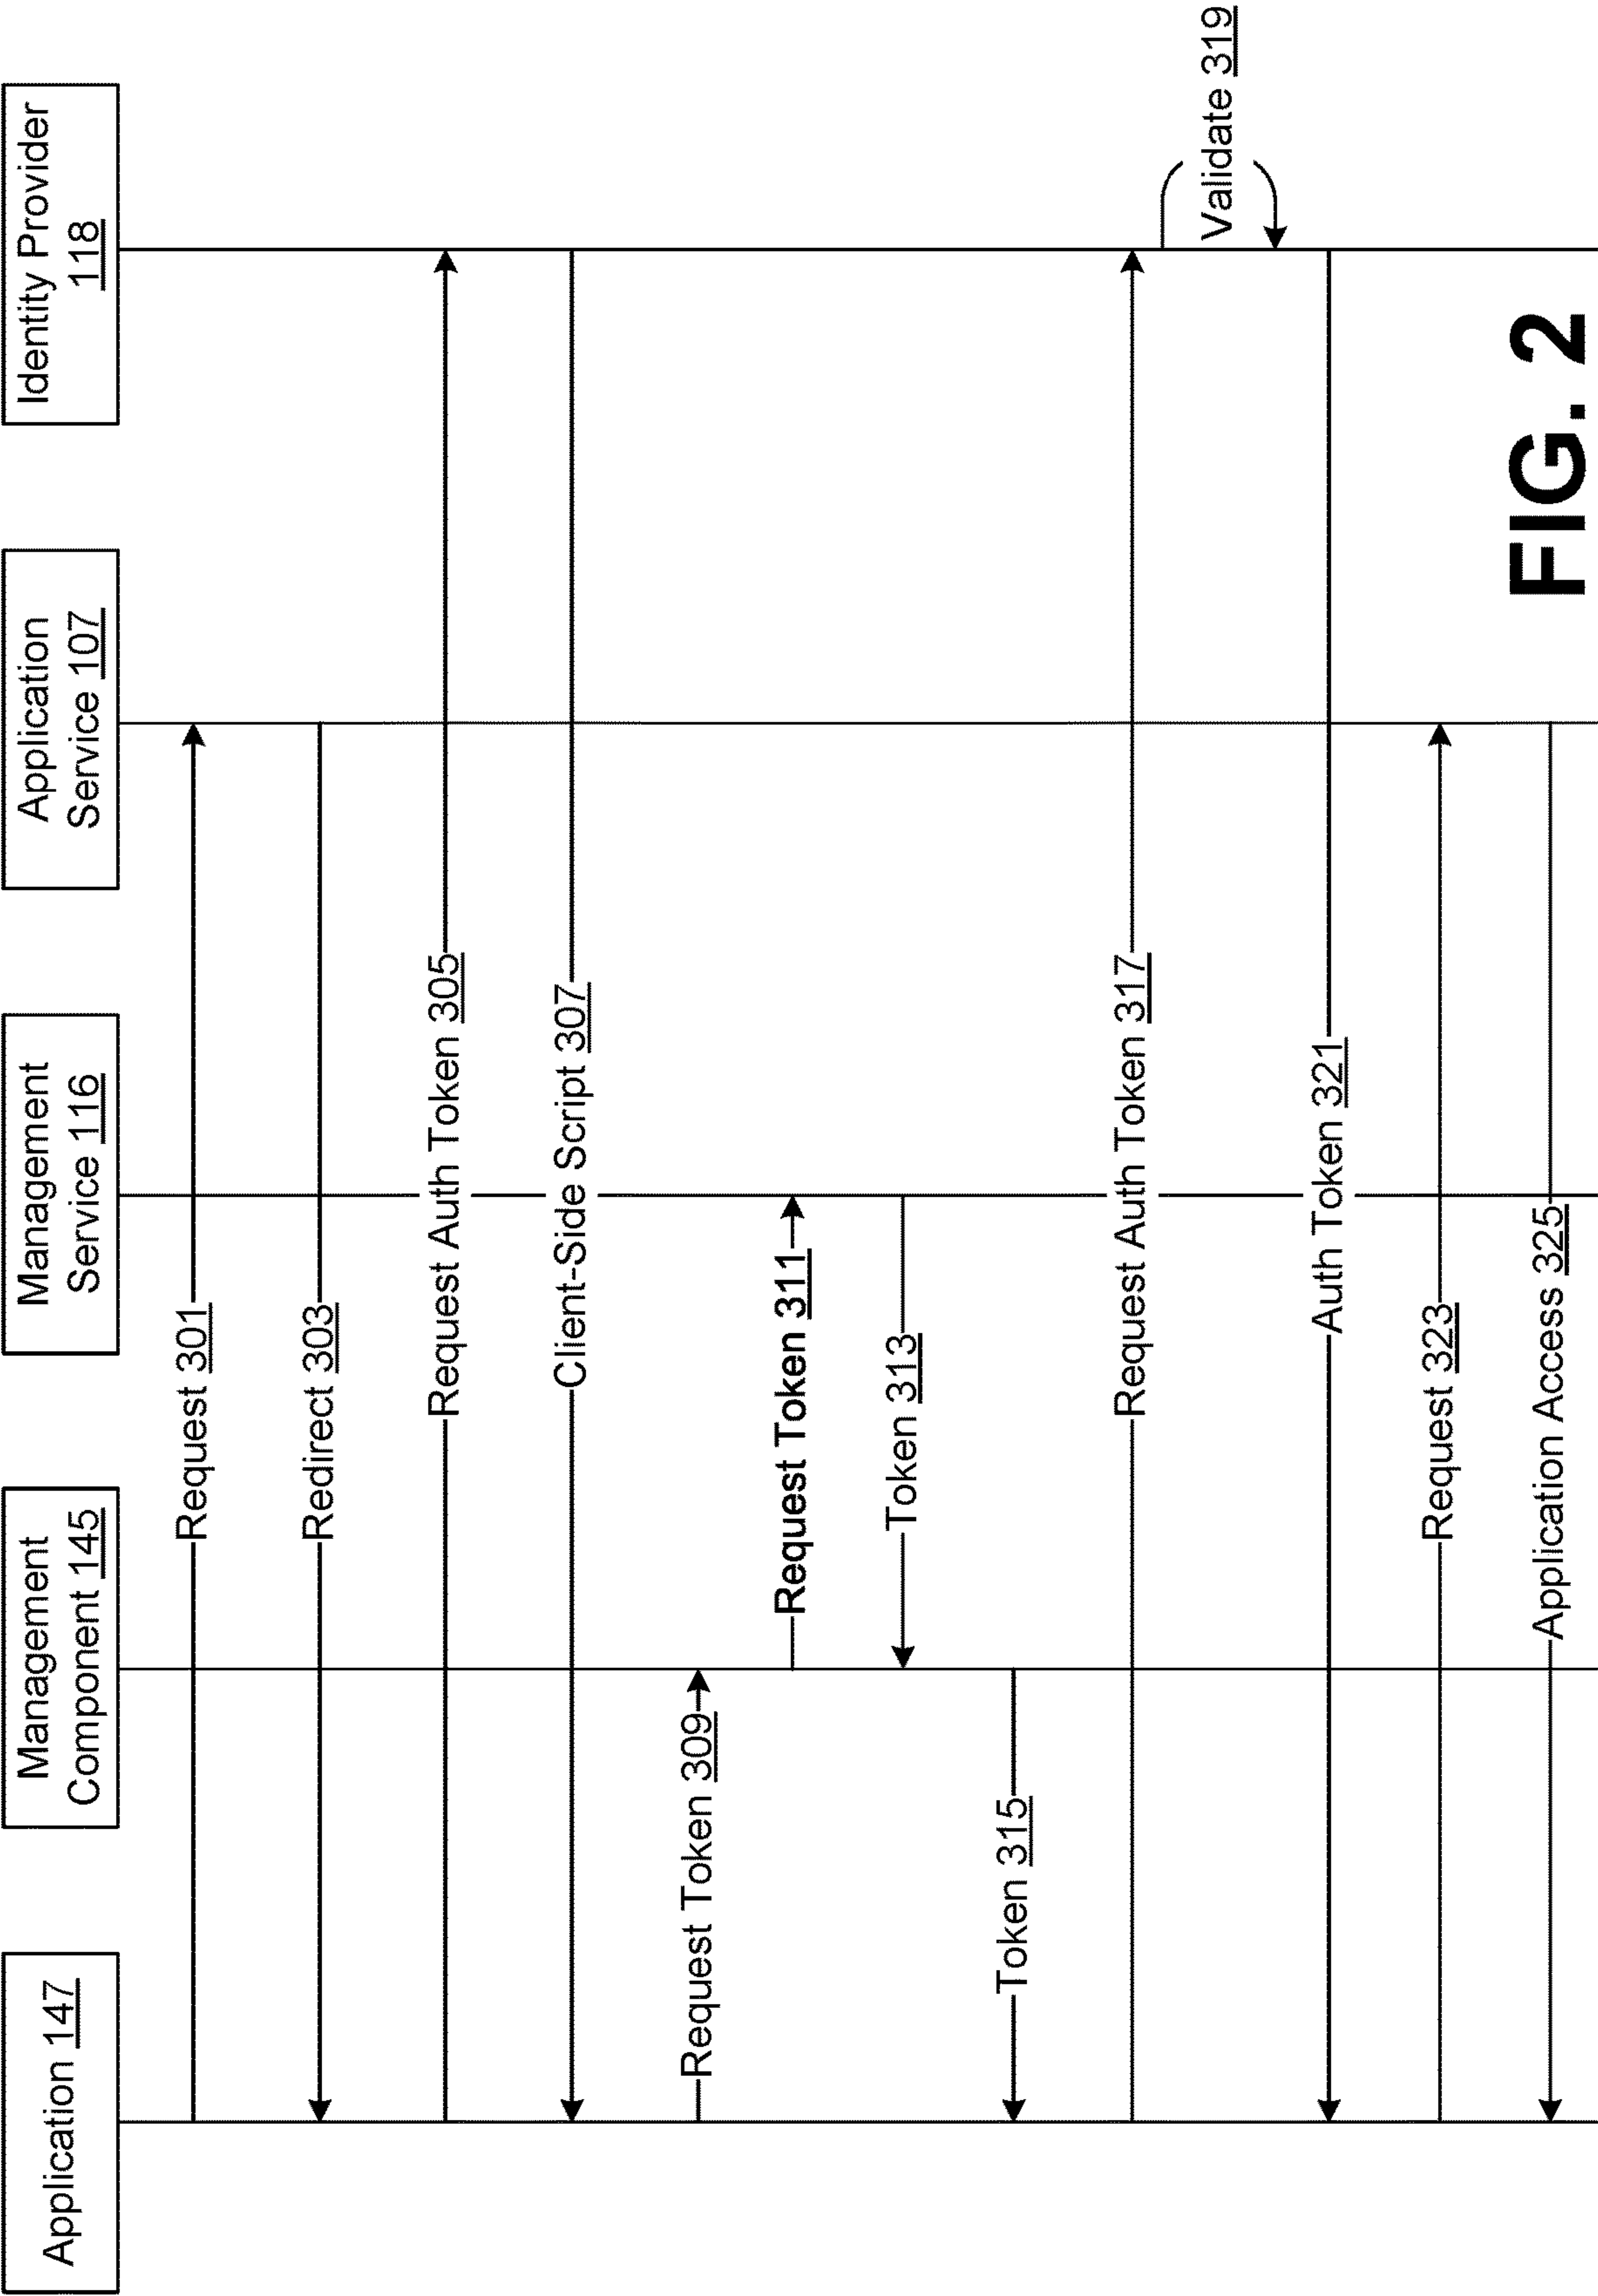 Application 147
Management
Component 145
Management
Service 116
Application
Service 107
Identity Provider
118
Request 301
Redirect 303
Request Auth Token 305
Client-Side Script 307
Request Token 309
Request Token 311
Token 313
Token 315
Request Auth Token 317
Validate 319
Auth Token 321
Request 323
Application Access 325
FIG. 2